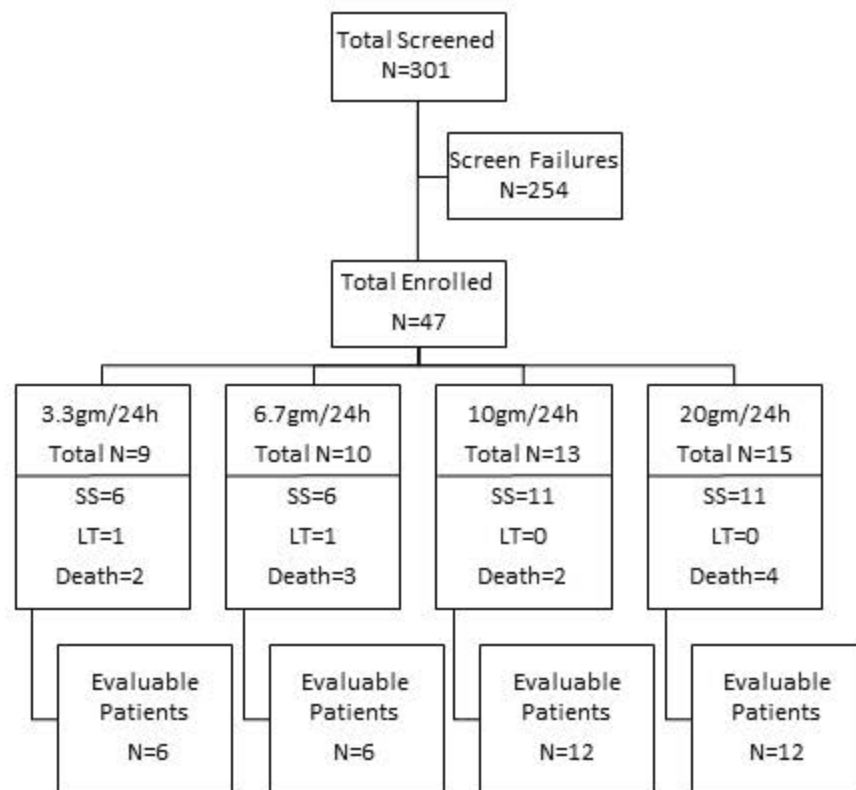 Total Screened
N=301
Screen Failures
N=254
Total Enrolled
N=47
3.3gm/24h
Total N=9
SS=6
LT=1
Death=2
6.7gm/24h
Total N=10
SS=6
LT=1
Death=3
10gm/24h
Total N=13
SS=11
LT=0
Death=2
20gm/24h
Total N=15
SS=11
LT=0
Death=4
Evaluable
Patients
N=6
Evaluable
Patients
N=6
Evaluable
Patients
N=12
Evaluable
Patients
N=12